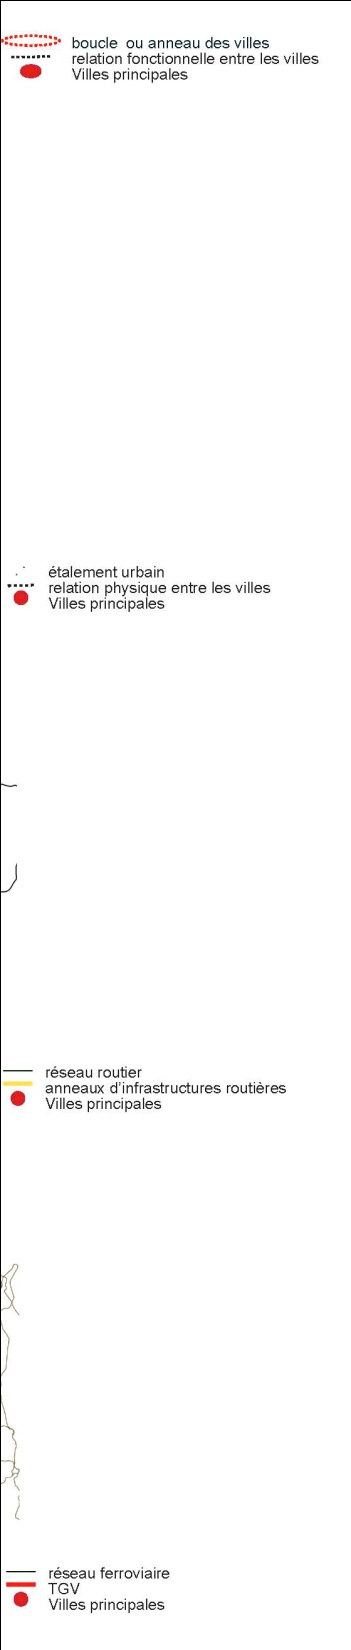 boucle ou anneau des villes
relation fonctionnelle entre les villes
Villes principales
étalement urbain
relation physique entre les villes
Villes principales
réseau routier
anneaux d'infrastructures routières
Villes principales
réseau ferroviaire
TGV
Villes principales